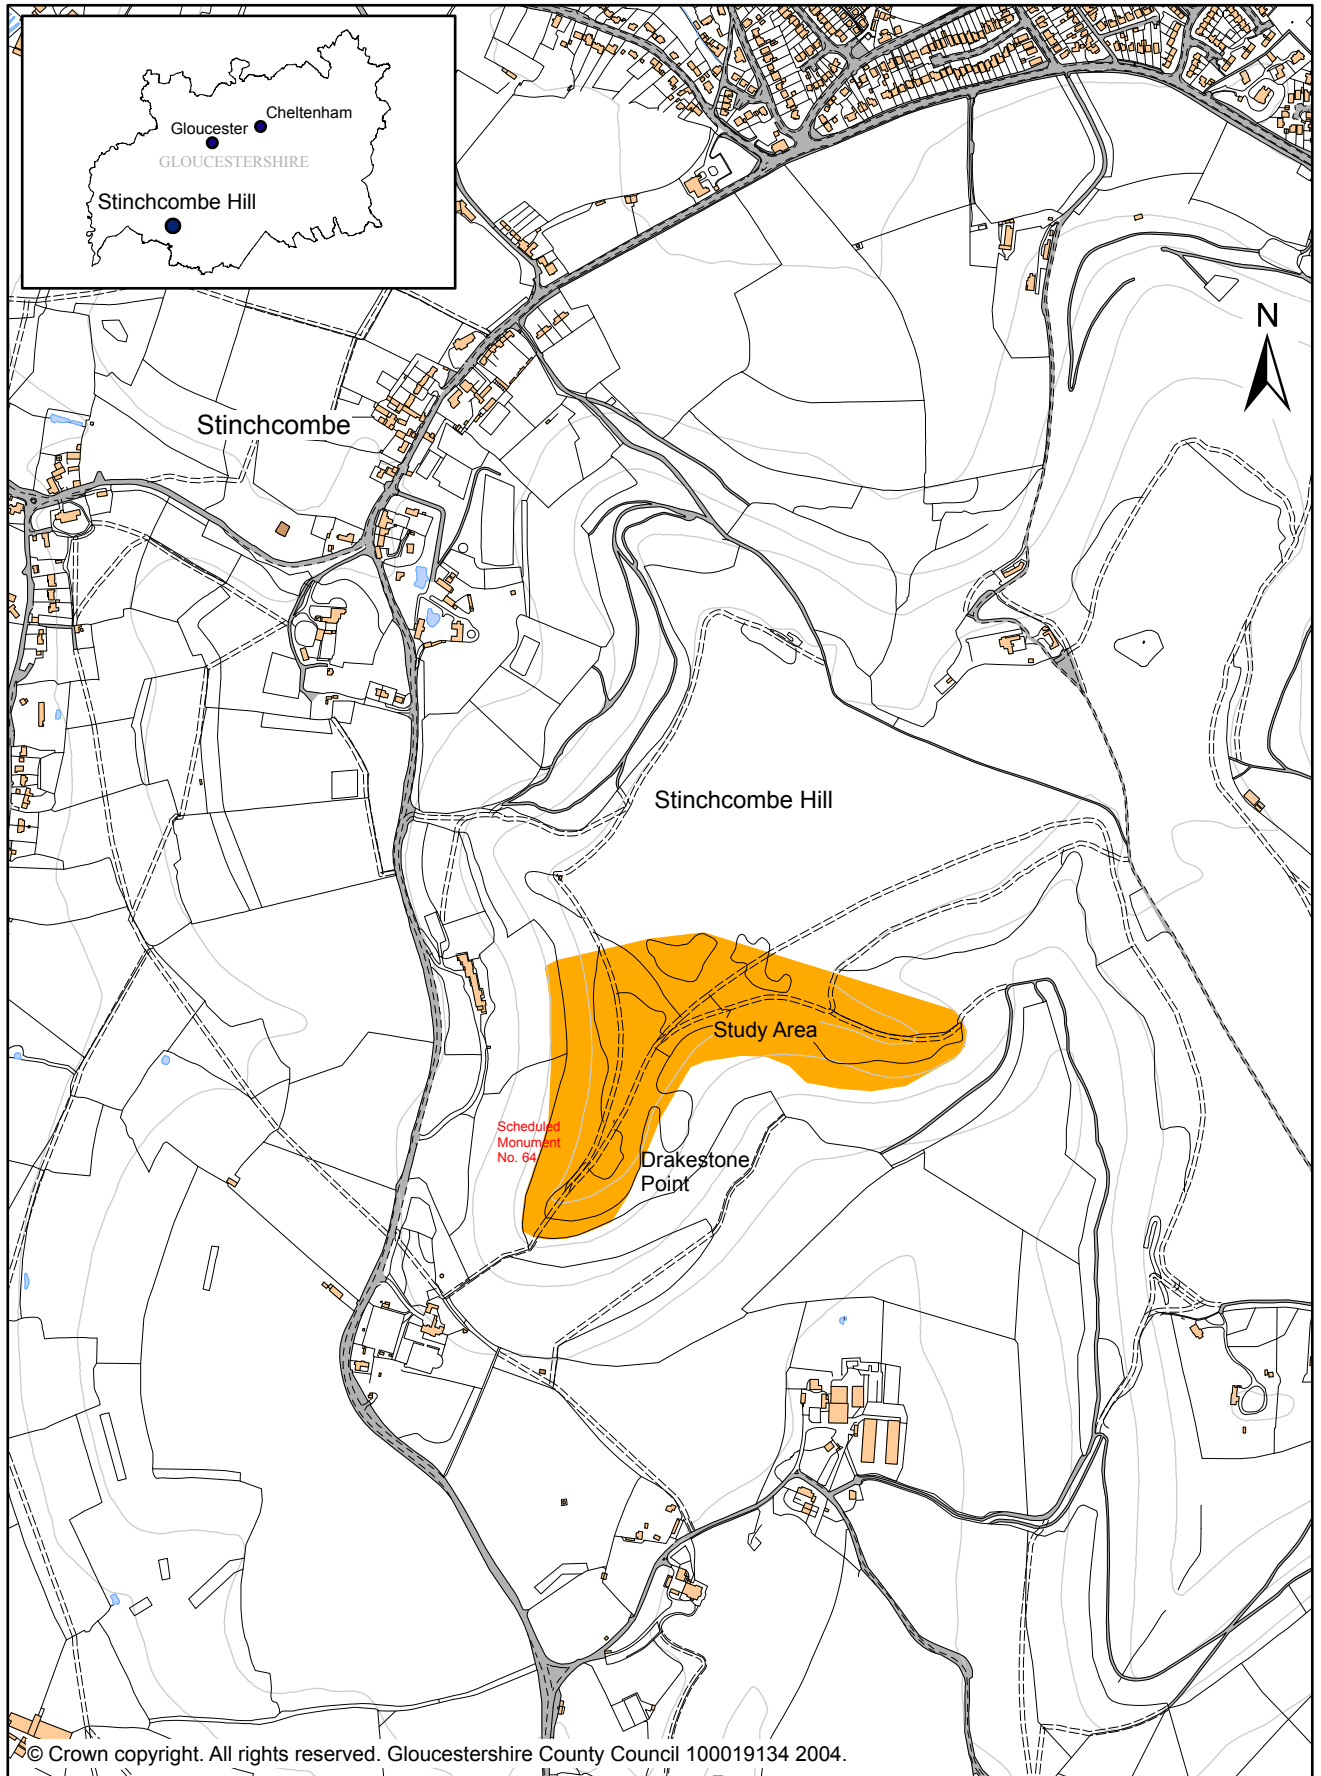 Cheltenham
Gloucester
GLOUCESTERSHIRE
Stinchcombe Hill
N
Stinchcombe
Stinchcombe Hill
Study Area
Scheduled
Monument
No. 64
Drakestone
Point
© Crown copyright. All rights reserved. Gloucestershire County Council 100019134 2004.